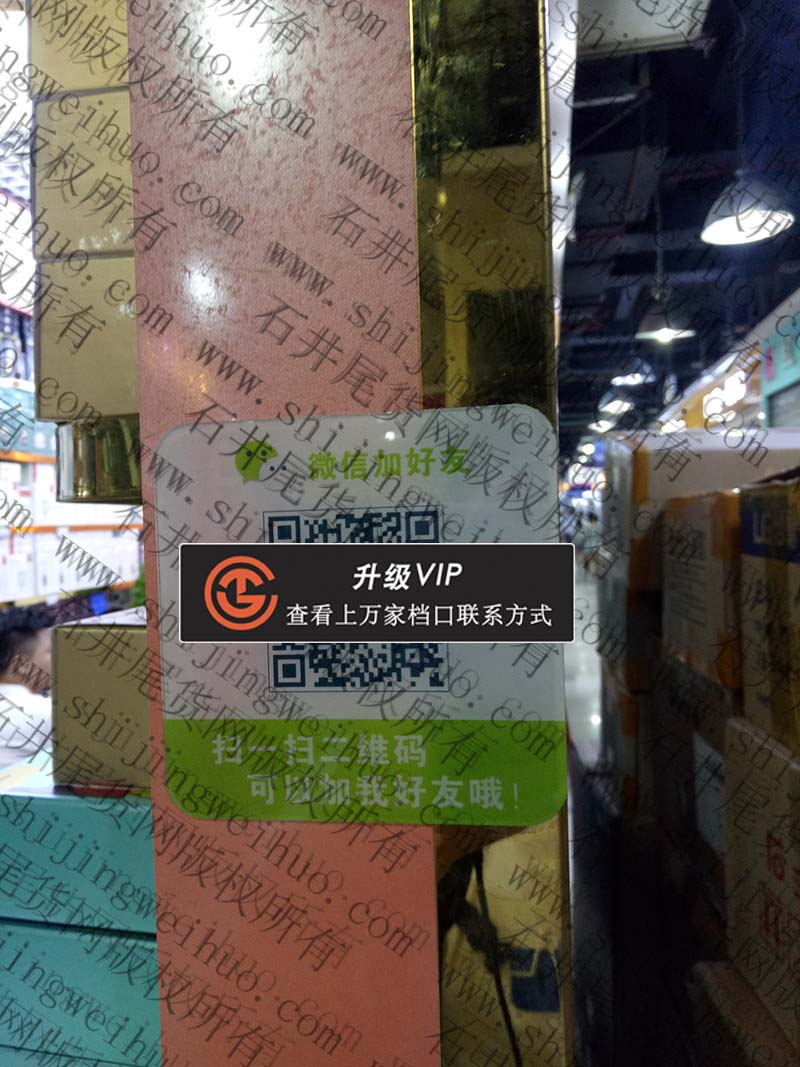 微信加好友
升级VIP
查看上万家档口联系方式
扫一扫二维码
可以加我好友哦!
www.shijingweihuo.com
石井尾货网版权所有